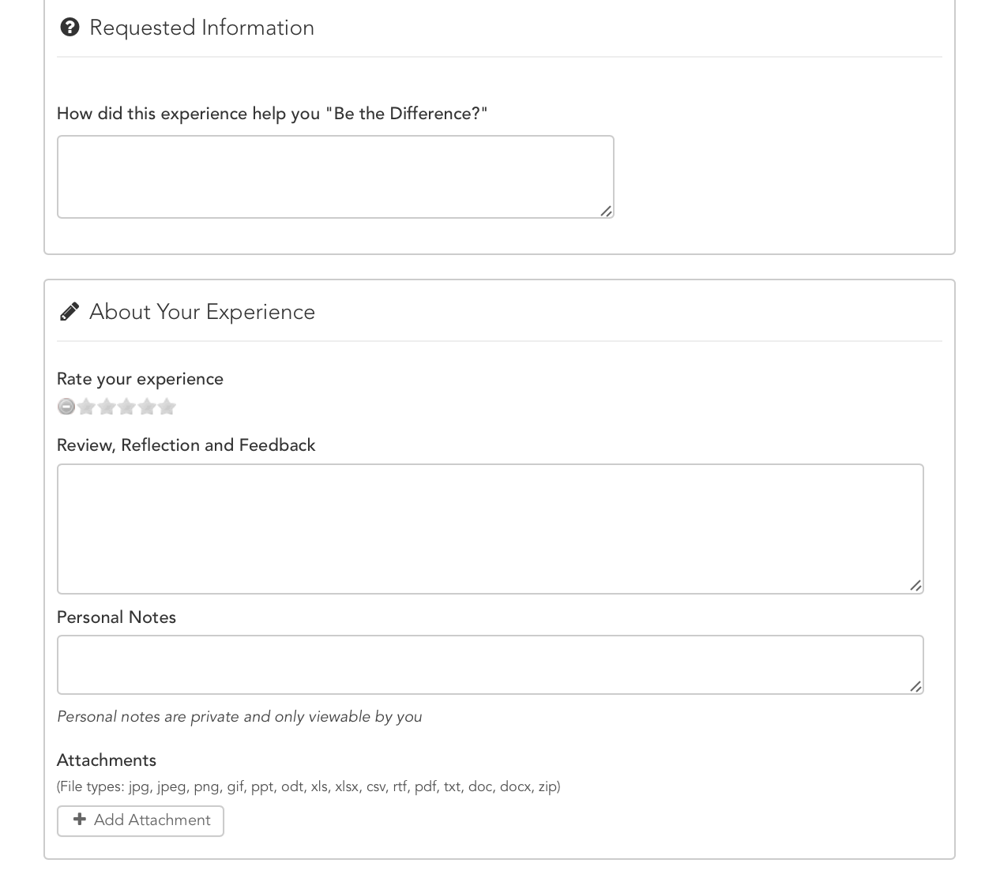 Requested Information
How did this experience help you "Be the Difference?"
About Your Experience
Rate your experience
Review, Reflection and Feedback
Personal Notes
Personal notes are private and only viewable by you
Attachments
(File types: jpg, jpeg, png, gif, ppt, odt, xls, xlsx, csv, rtf, pdf, txt, doc, docx, zip)
Add Attachment